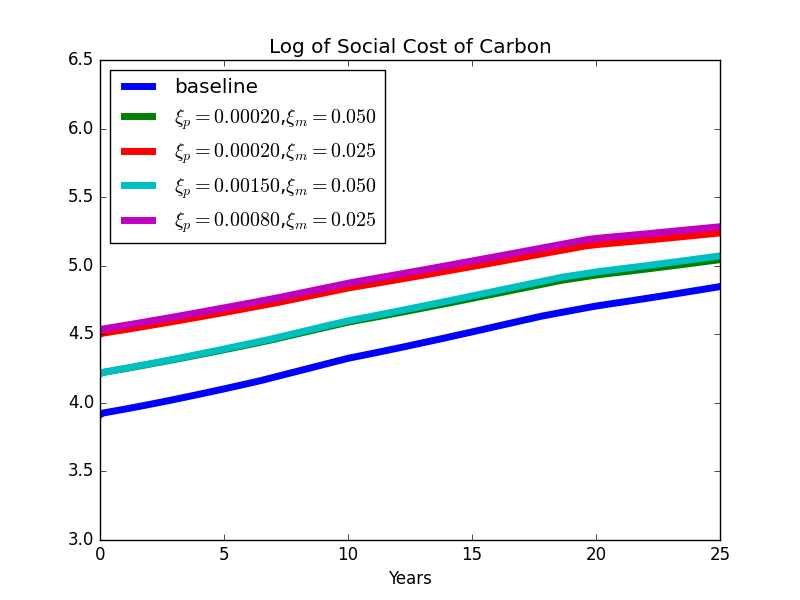 Log of Social Cost of Carbon
6.5
6.0
5.5
5.0
4.5
4.0
3.5
3.0
baseline
ξp = 0.00020,ξm = 0.050
ξp = 0.00020,ξm = 0.025
ξp = 0.00150,ξm = 0.050
ξp = 0.00080,ξm = 0.025
0 5 10 15 20 25
Years